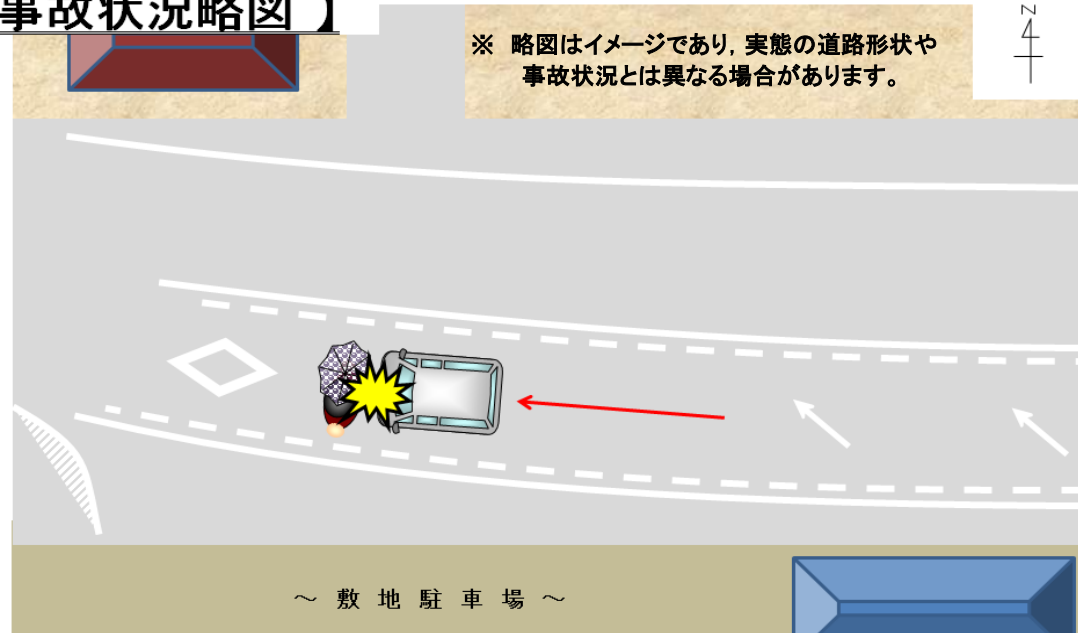 事故状況略図 】
N
※ 略図はイメージであり，実態の道路形状や
事故状況とは異なる場合があります。
～ 敷 地 駐 車 場 ～